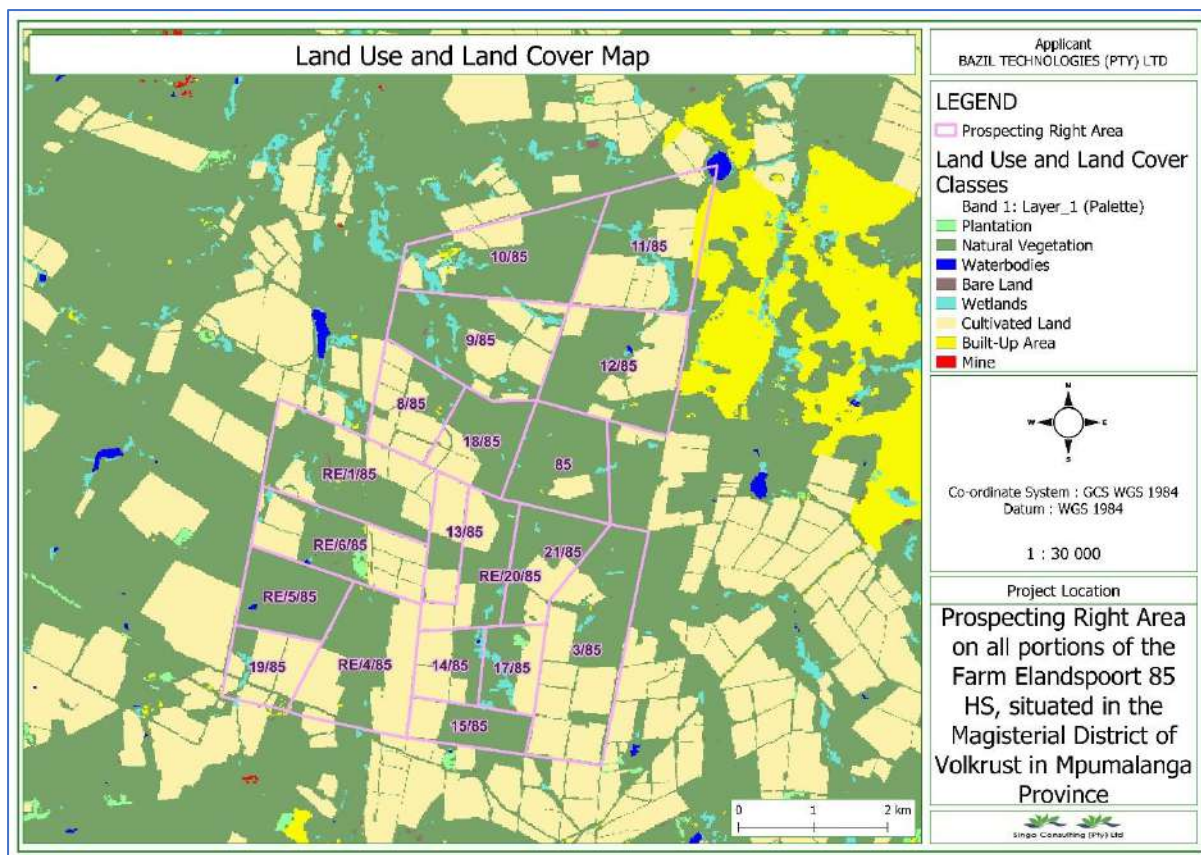 Land Use and Land Cover Map
10/85
11/85
9/85
12/85
8/85
18/85
85
RE/1/85
13/85
RE/6/85
21/85
RE/20/85
RE/5/85
3/85
19/85
RE/4/85
14/85
17/85
15/85
0 1 2 km
Applicant
BAZIL TECHNOLOGIES (PTY) LTD
LEGEND
Prospecting Right Area
Land Use and Land Cover
Classes
Band 1: Layer_1 (Palette)
Plantation
Natural Vegetation
Waterbodies
Bare Land
Wetlands
Cultivated Land
Built-Up Area
Mine
N
W E
S
Co-ordinate System : GCS WGS 1984
Datum : WGS 1984
1 : 30 000
Project Location
Prospecting Right Area
on all portions of the
Farm Elandspoort 85
HS, situated in the
Magisterial District of
Volkrust in Mpumalanga
Province
Singo Consulting (Pty) Ltd